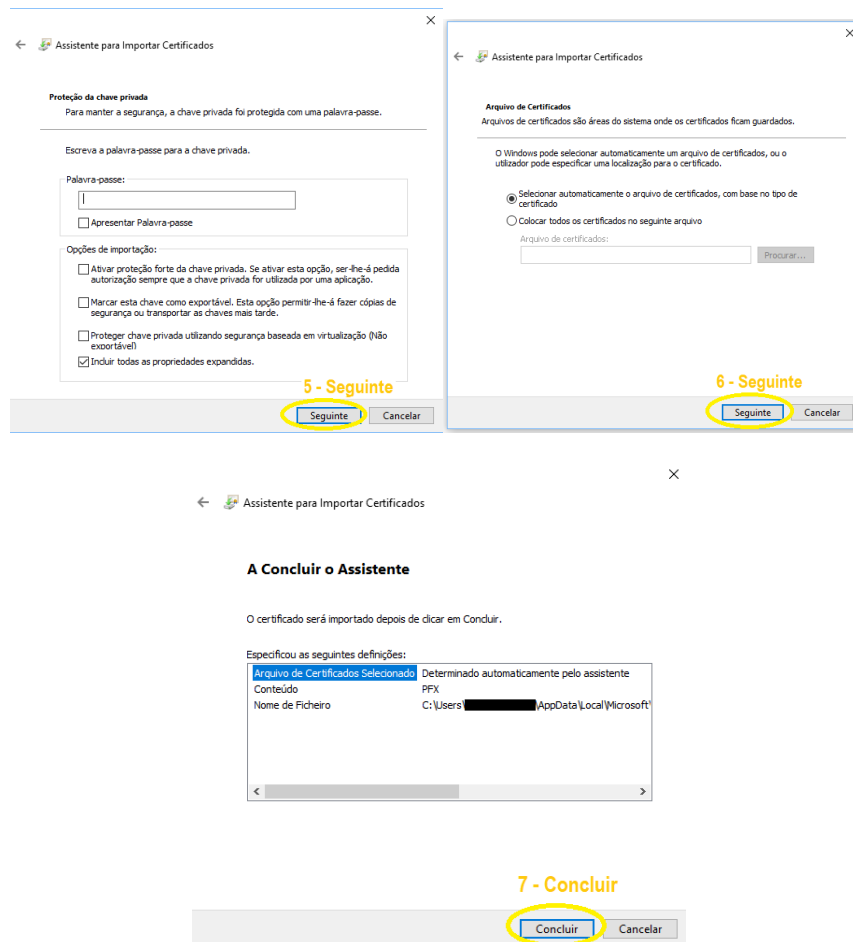 Assistente para Importar Certificados
Proteção da chave privada
Para manter a segurança, a chave privada foi protegida com uma palavra-passe.
Escreva a palavra-passe para a chave privada.
Palavra-passe:
Apresentar Palavra-passe
Opções de importação:
Ativar proteção forte da chave privada. Se ativar esta opção, ser-lhe-á pedida
autorização sempre que a chave privada for utilizada por uma aplicação.
Marcar esta chave como exportável. Esta opção permitir-lhe-á fazer cópias de
segurança ou transportar as chaves mais tarde.
Proteger chave privada utilizando segurança baseada em virtualização (Não
exportável)
Incluir todas as propriedades expandidas.
5 - Seguinte
Seguinte
Cancelar
Assistente para Importar Certificados
Arquivo de Certificados
Arquivos de certificados são áreas do sistema onde os certificados ficam guardados.
O Windows pode selecionar automaticamente um arquivo de certificados, ou o
utilizador pode especificar uma localização para o certificado.
Selecionar automaticamente o arquivo de certificados, com base no tipo de
certificado
Colocar todos os certificados no seguinte arquivo
Arquivo de certificados:
Procurar...
6 - Seguinte
Seguinte
Cancelar
Assistente para Importar Certificados
A Concluir o Assistente
O certificado será importado depois de clicar em Concluir.
Especificou as seguintes definições:
Arquivo de Certificados Selecionado Determinado automaticamente pelo assistente
Conteúdo PFX
Nome de Ficheiro C:\Users\ \AppData\Local\Microsoft\
7 - Concluir
Concluir
Cancelar